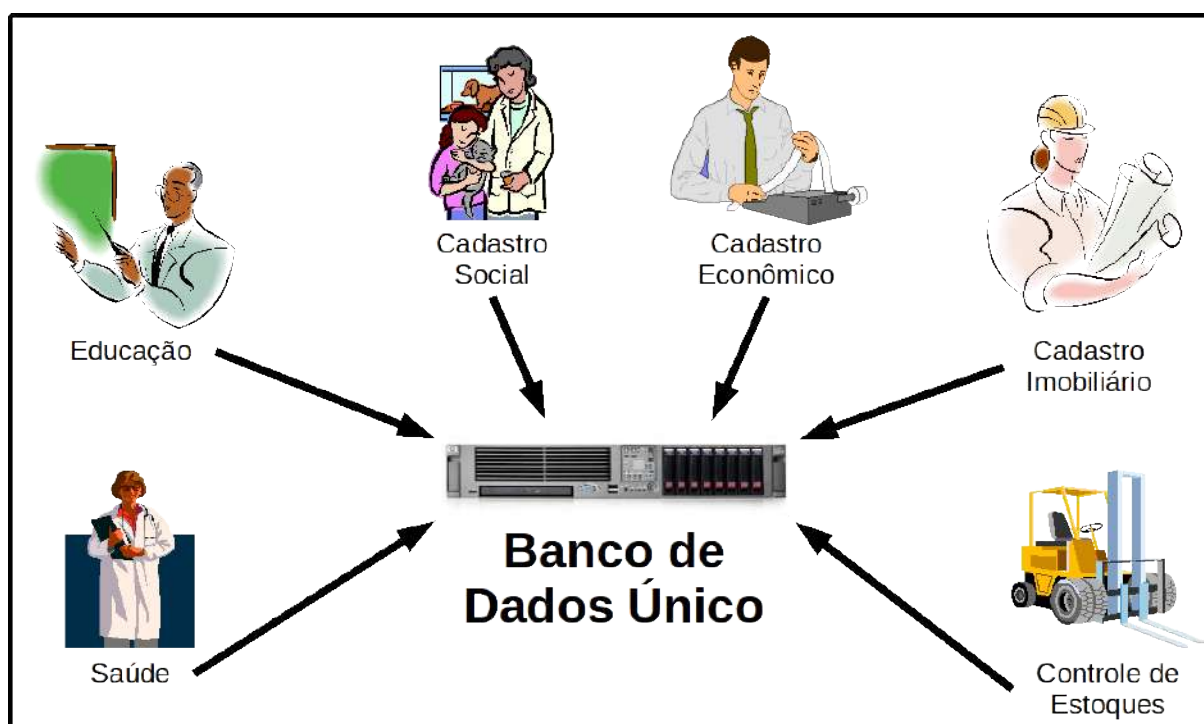 Cadastro
Social
Cadastro
Econômico
Educação
Cadastro
Imobiliário
Banco de
Dados Único
Saúde
Controle de
Estoques